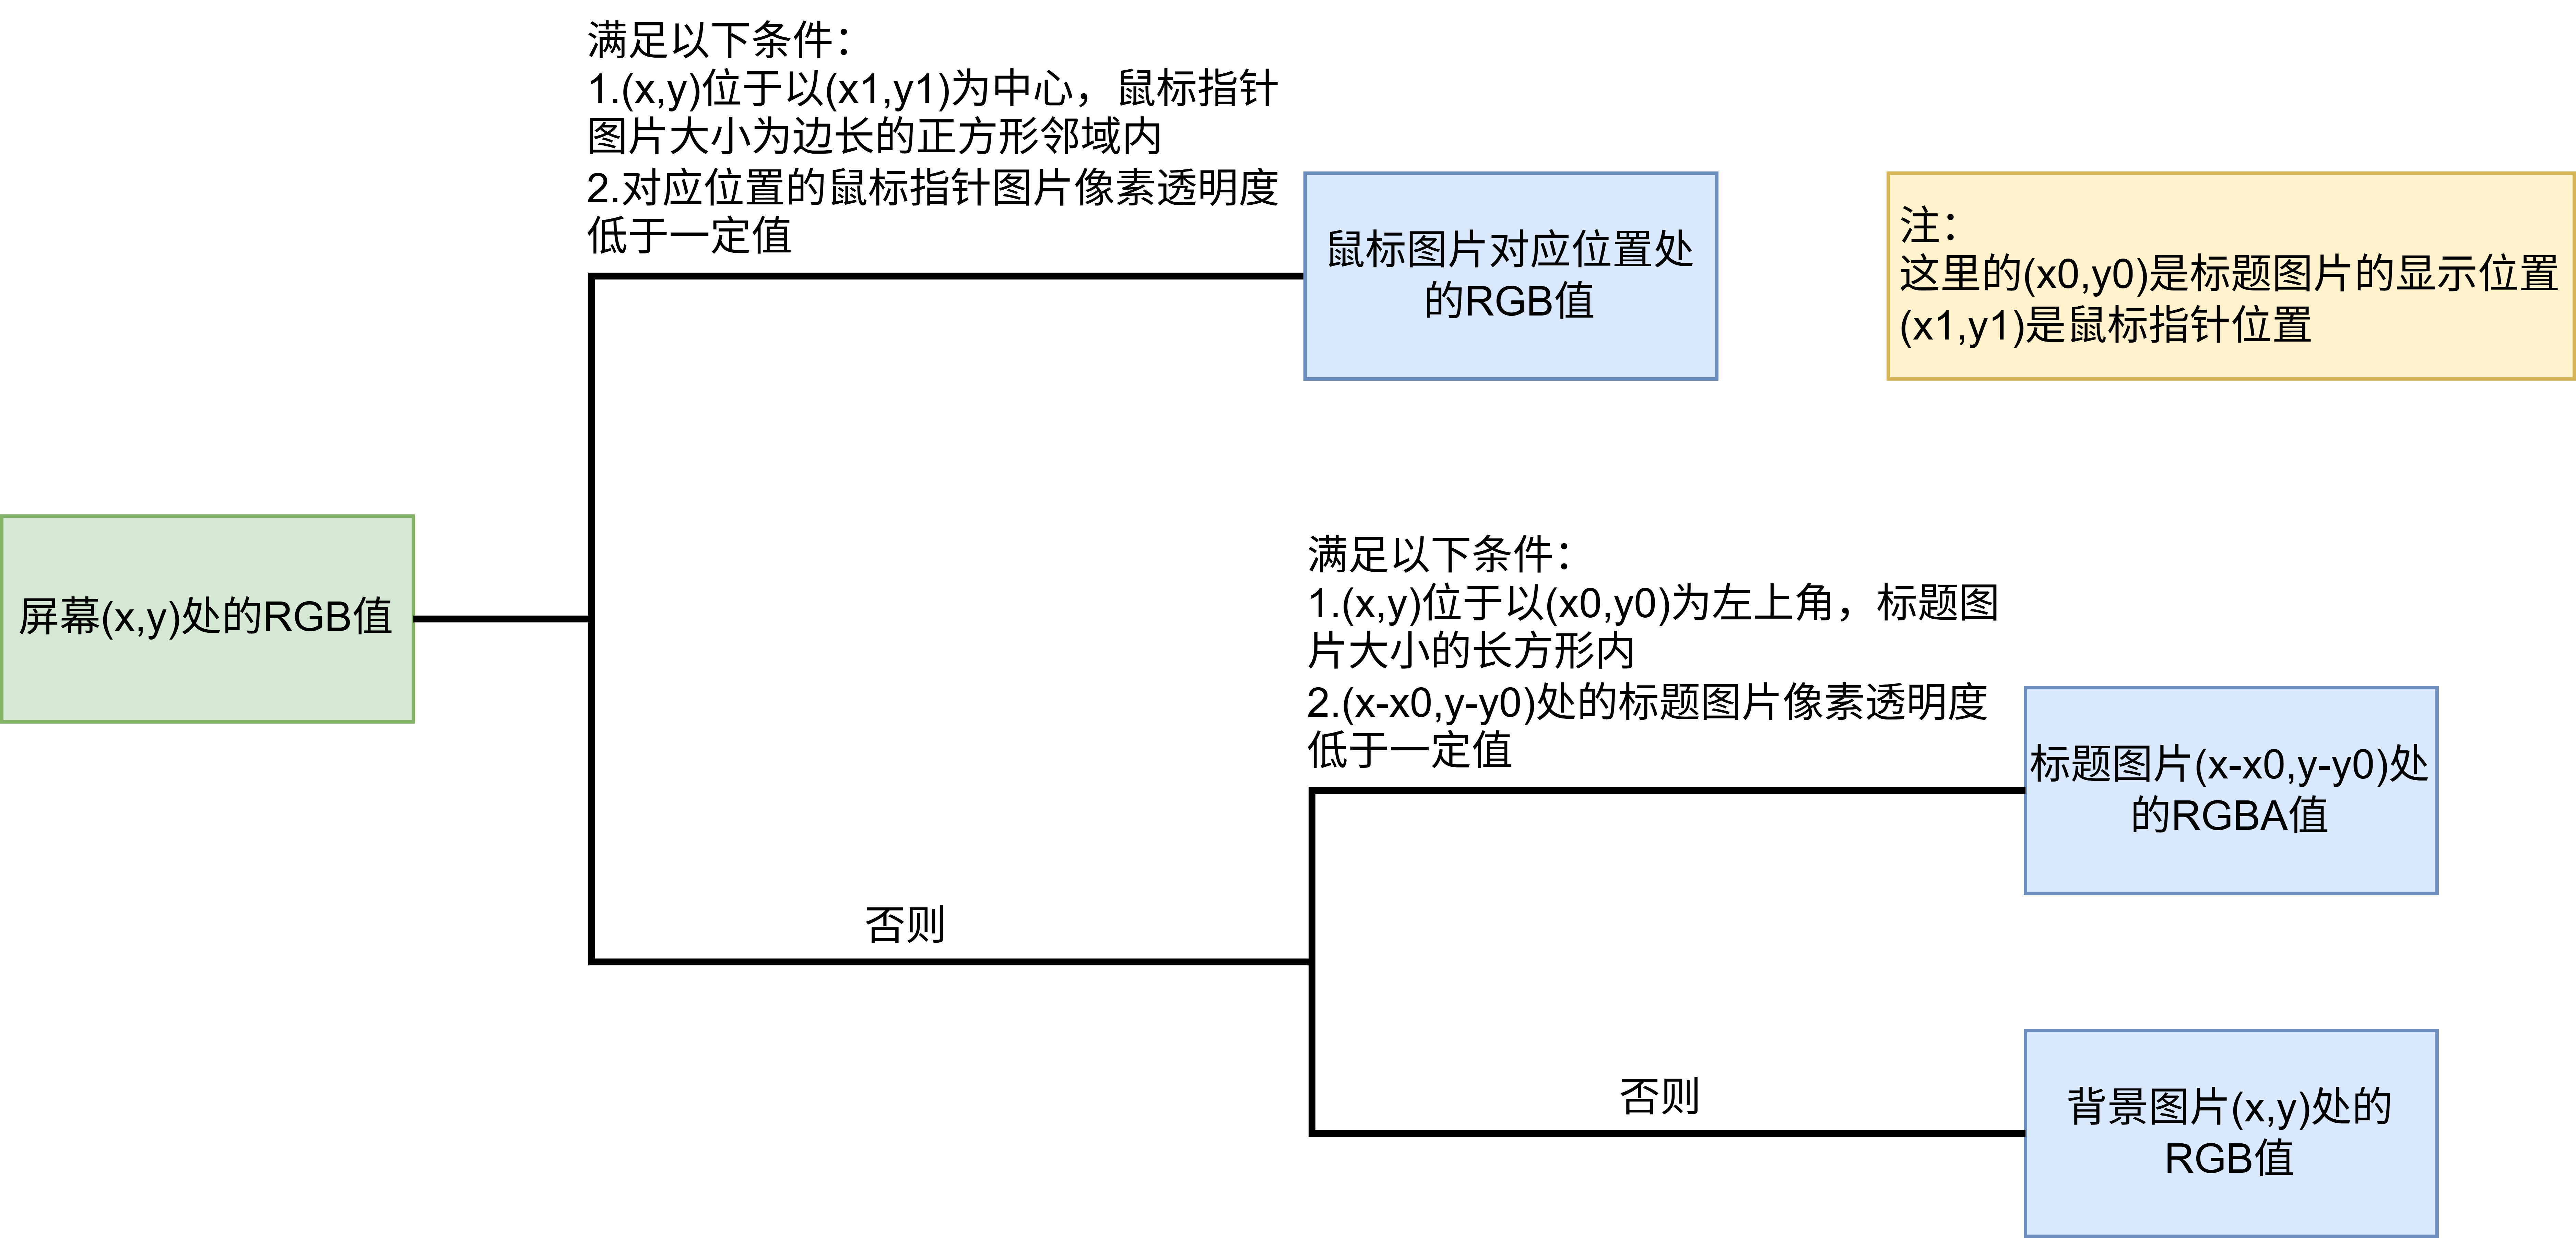 满足以下条件：
1.(x,y)位于以(x1,y1)为中心，鼠标指针
图片大小为边长的正方形邻域内
2.对应位置的鼠标指针图片像素透明度
低于一定值
鼠标图片对应位置处
的RGB值
注：
这里的(x0,y0)是标题图片的显示位置
(x1,y1)是鼠标指针位置
屏幕(x,y)处的RGB值
满足以下条件：
1.(x,y)位于以(x0,y0)为左上角，标题图
片大小的长方形内
2.(x-x0,y-y0)处的标题图片像素透明度
低于一定值
标题图片(x-x0,y-y0)处
的RGBA值
否则
否则
背景图片(x,y)处的
RGB值